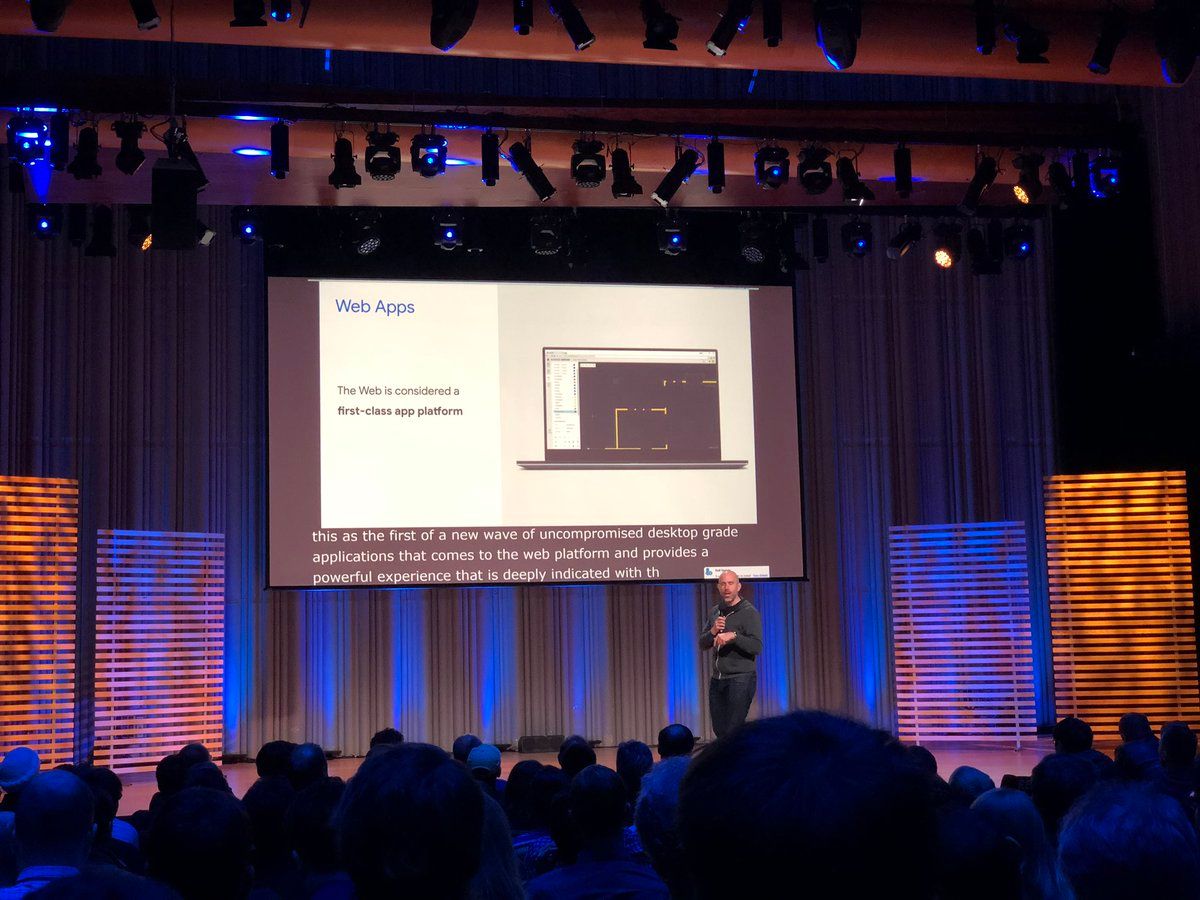 Web Apps
The Web is considered a
first-class app platform
this as the first of a new wave of uncompromised desktop grade
applications that comes to the web platform and provides a
powerful experience that is deeply indicated with th